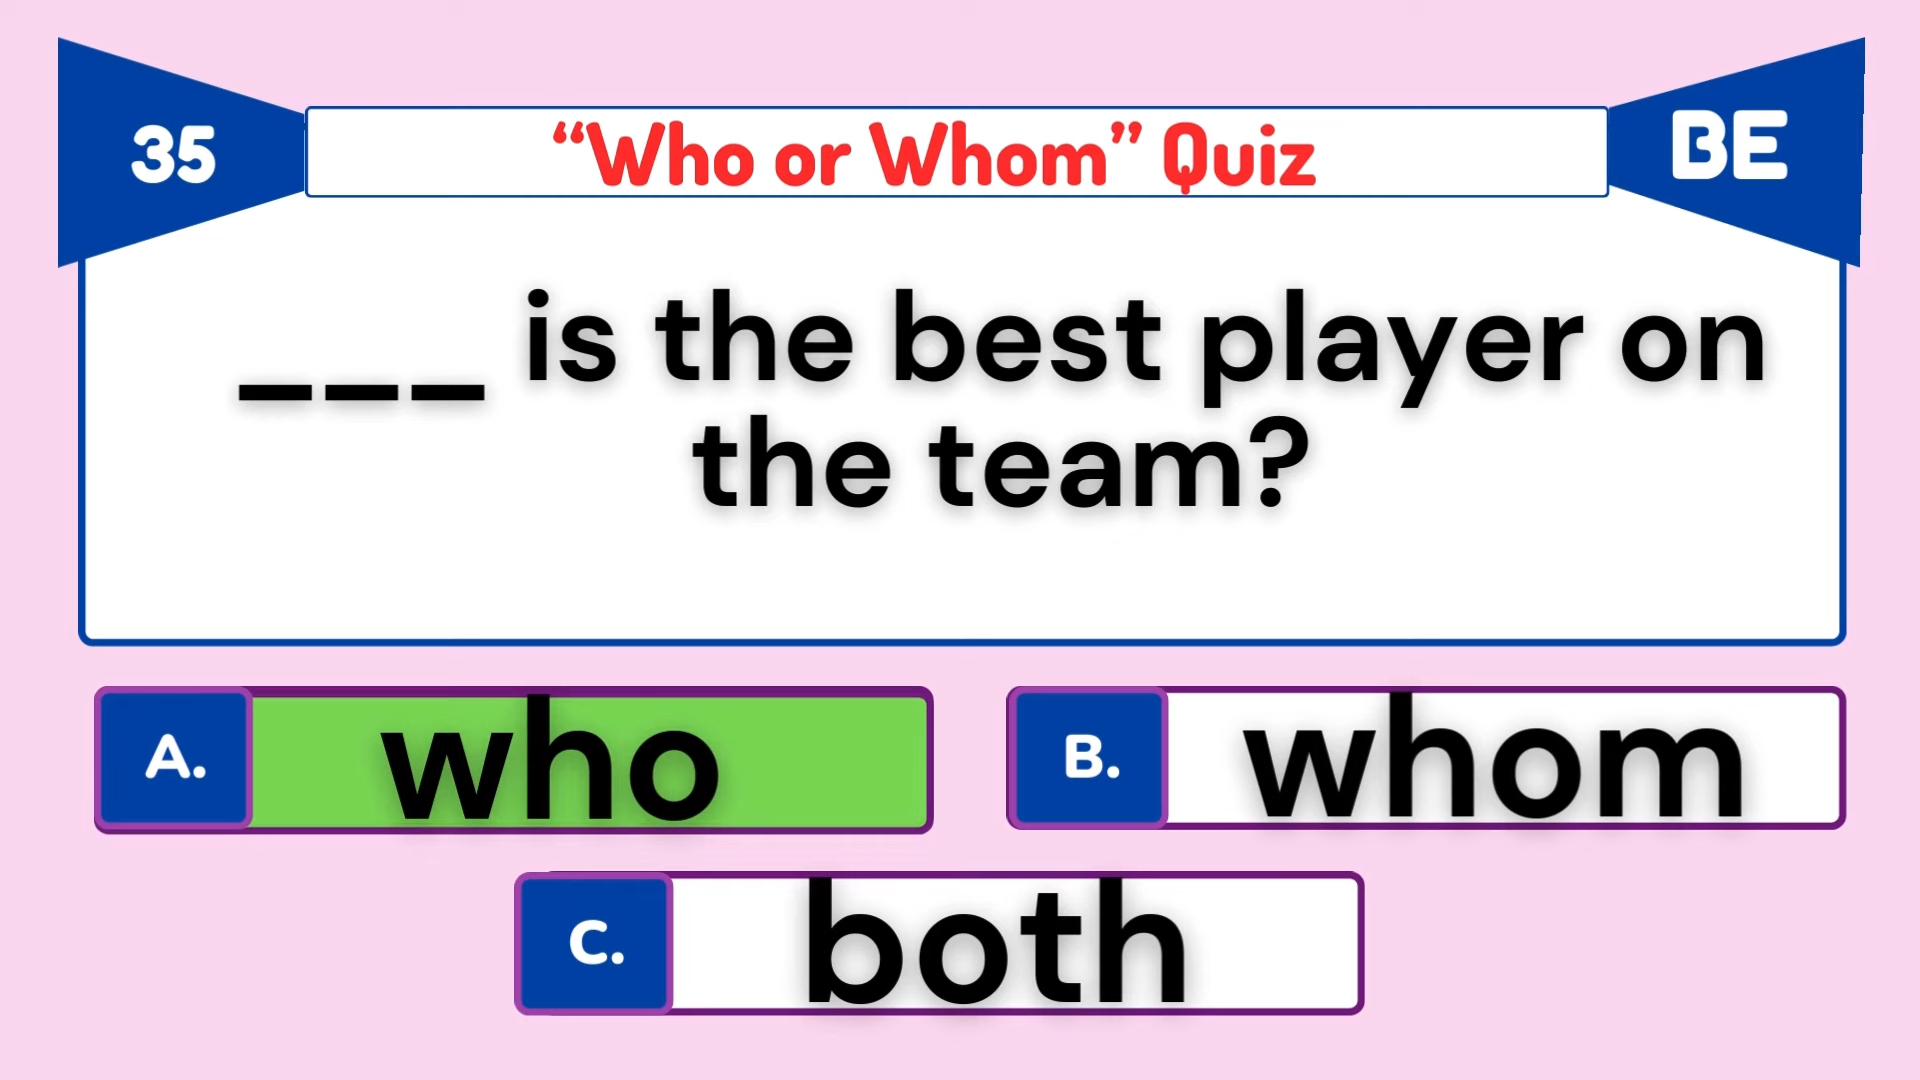 35
“Who or Whom” Quiz
BE
___ is the best player on
the team?
A. who
B. whom
C. both